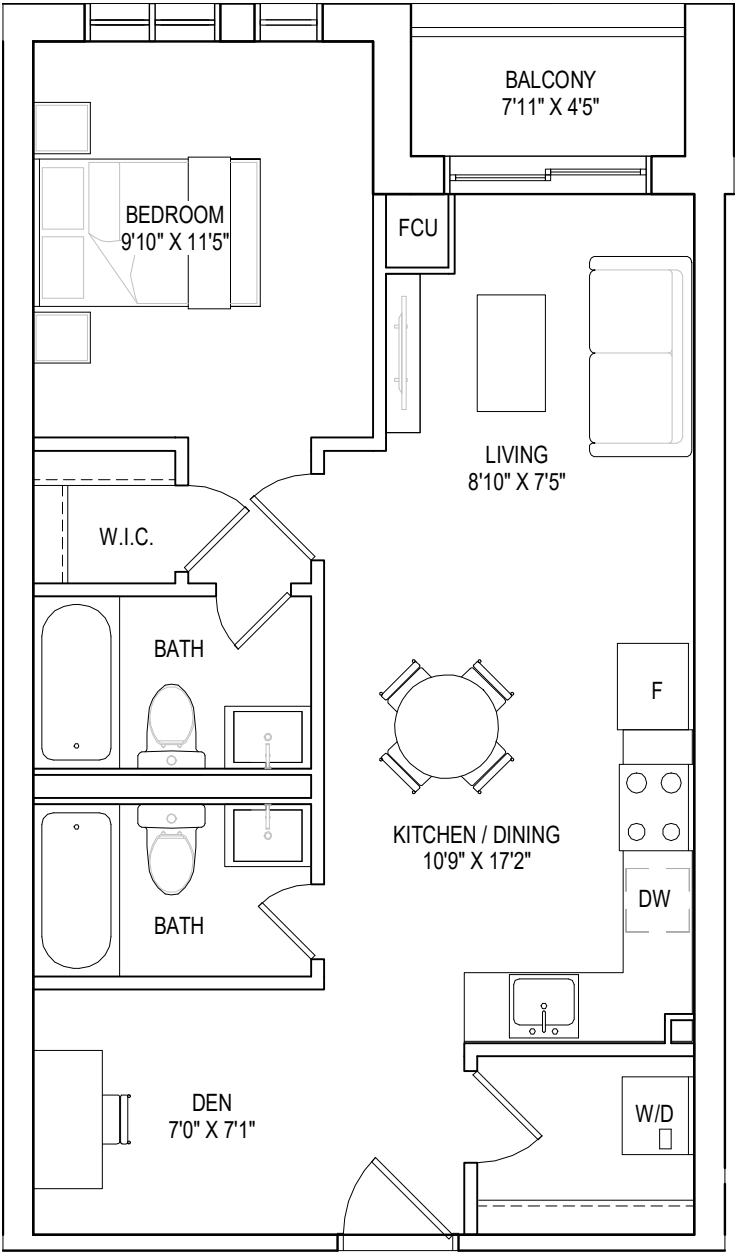 BALCONY
7'11" X 4'5"
BEDROOM
9'10" X 11'5"
FCU
LIVING
8'10" X 7'5"
W.I.C.
BATH
F
KITCHEN / DINING
10'9" X 17'2"
DW
BATH
DEN
7'0" X 7'1"
W/D